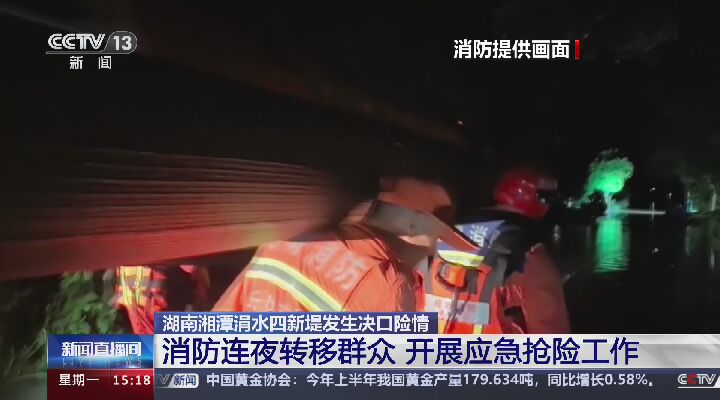 CCTV 13
新闻
消防提供画面
消防
消
湖南湘潭涓水四新堤发生决口险情
新闻直播间
消防连夜转移群众 开展应急抢险工作
星期一 15:18
新闻 中国黄金协会：今年上半年我国黄金产量179.634吨，同比增长0.58%。